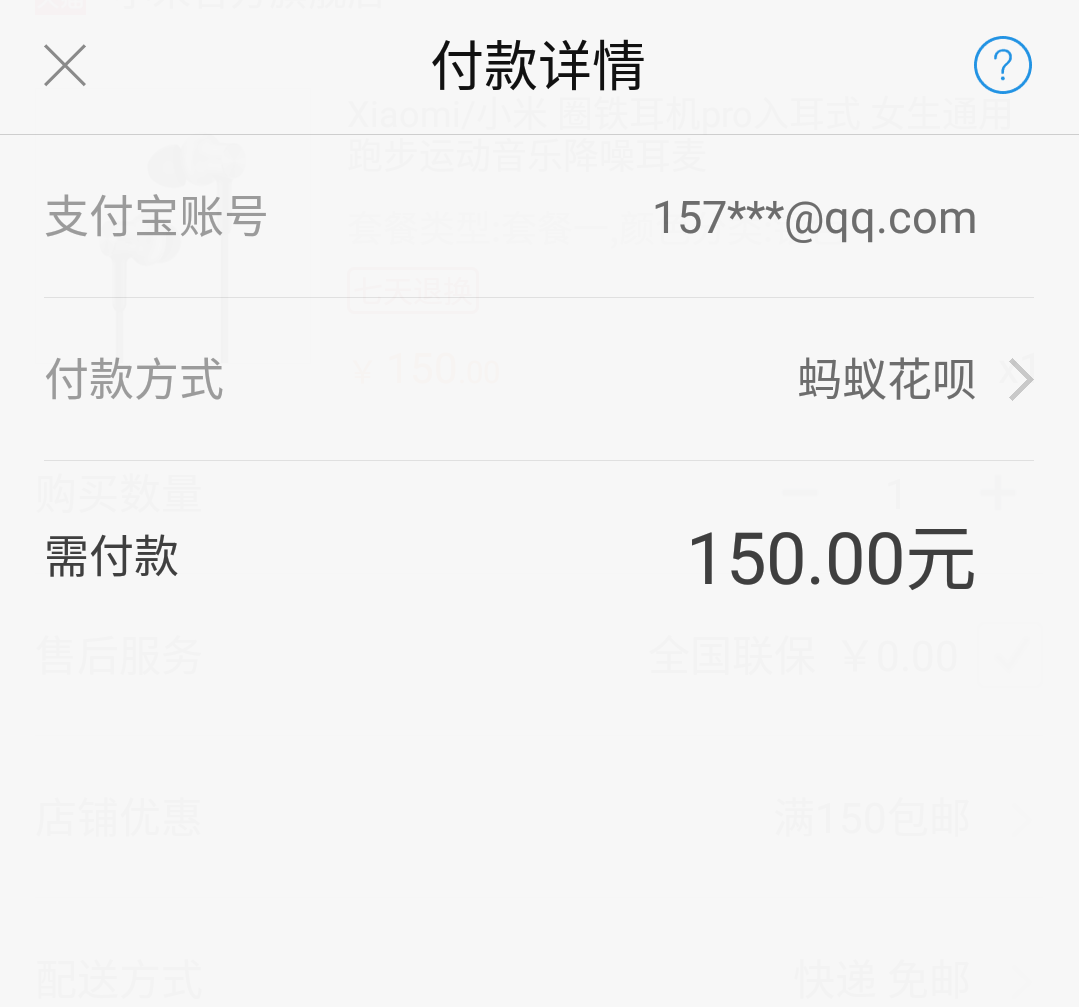 付款详情
?
Xiaomi/小米 圈铁耳机pro入耳式 女生通用
跑步运动音乐降噪耳麦
支付宝账号 157***@qq.com
七天退换
¥ 150.00 x1
付款方式 蚂蚁花呗
购买数量 1
需付款 150.00元
售后服务 全国联保 ¥0.00
店铺优惠 满150包邮
配送方式 快递 免邮